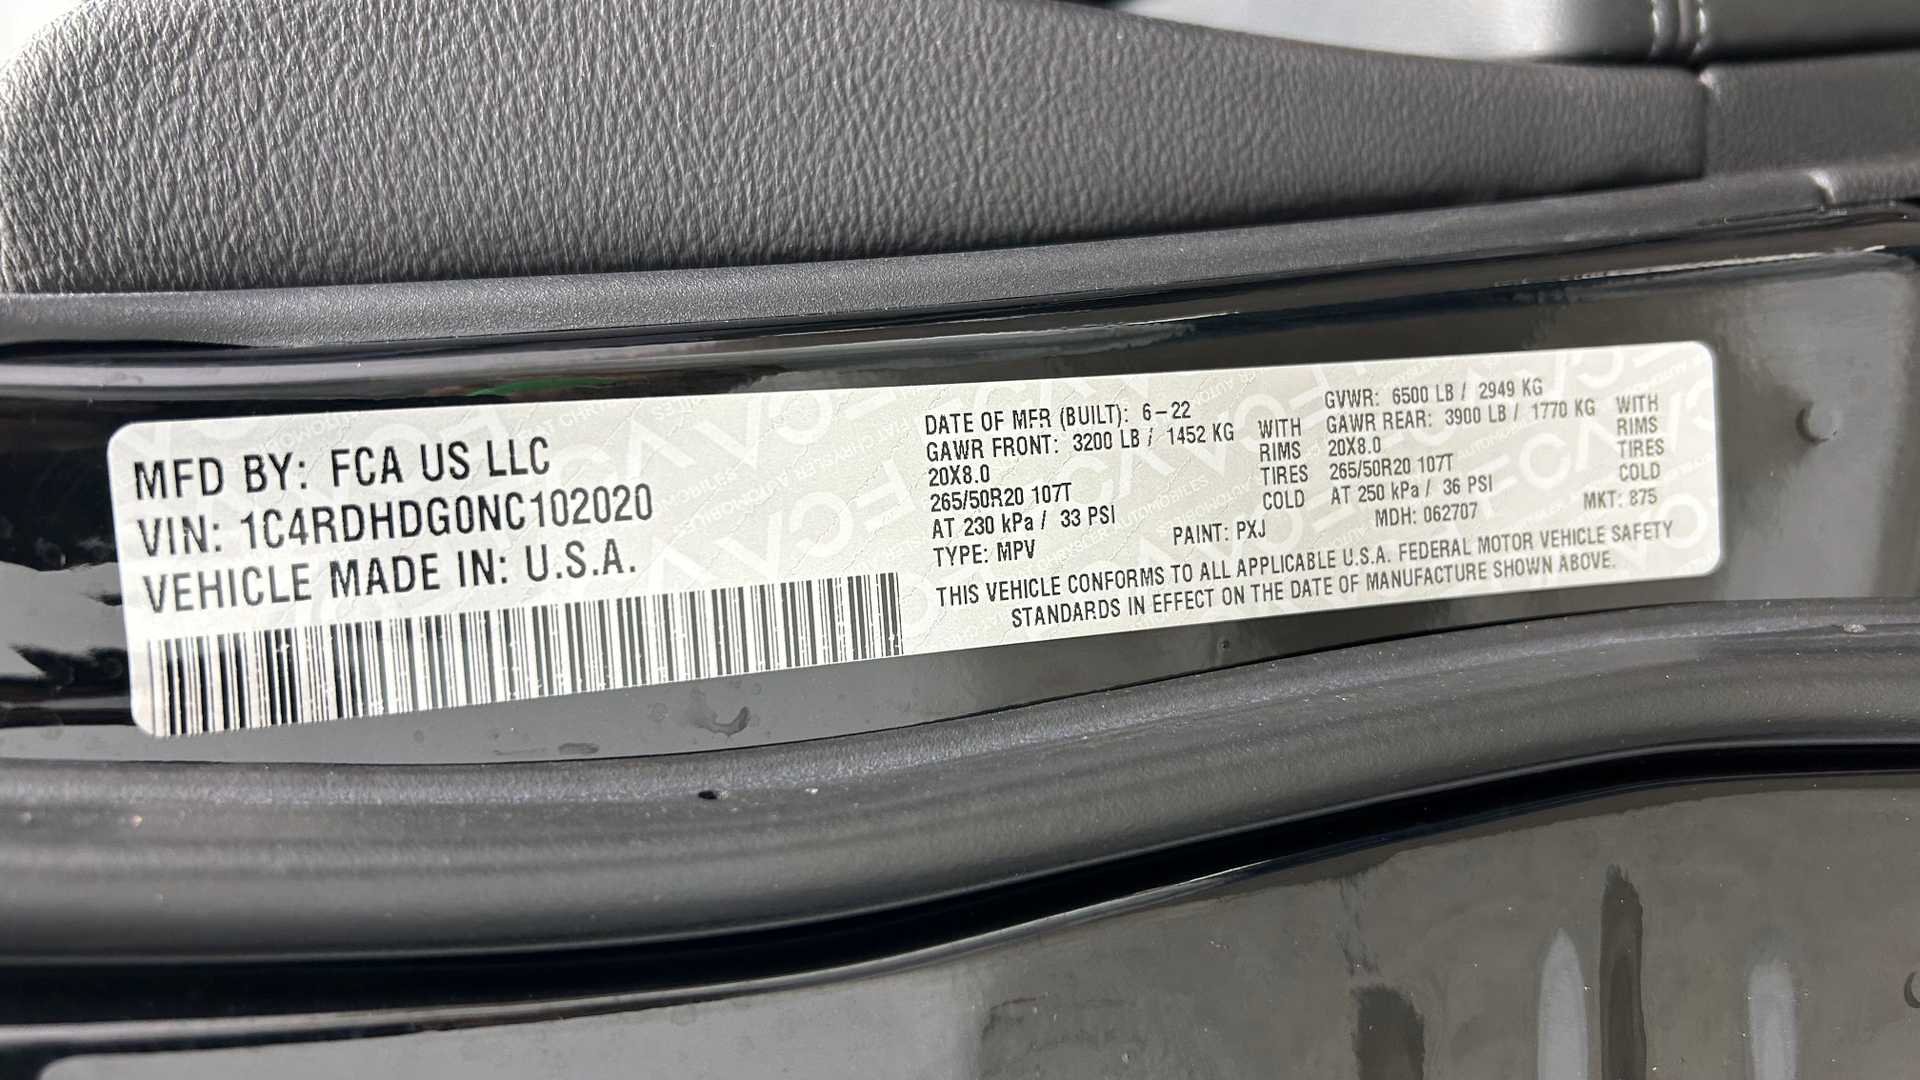 MFD BY: FCA US LLC
VIN: 1C4RDHDG0NC102020
VEHICLE MADE IN: U.S.A.
DATE OF MFR (BUILT): 6-22
GAWR FRONT: 3200 LB / 1452 KG WITH
20X8.0 RIMS
265/50R20 107T TIRES
AT 230 kPa / 33 PSI COLD
TYPE: MPV
PAINT: PXJ
GVWR: 6500 LB / 2949 KG
GAWR REAR: 3900 LB / 1770 KG WITH
20X8.0 RIMS
265/50R20 107T TIRES
AT 250 kPa / 36 PSI COLD
MDH: 062707 MKT: 875
THIS VEHICLE CONFORMS TO ALL APPLICABLE U.S.A. FEDERAL MOTOR VEHICLE SAFETY
STANDARDS IN EFFECT ON THE DATE OF MANUFACTURE SHOWN ABOVE.